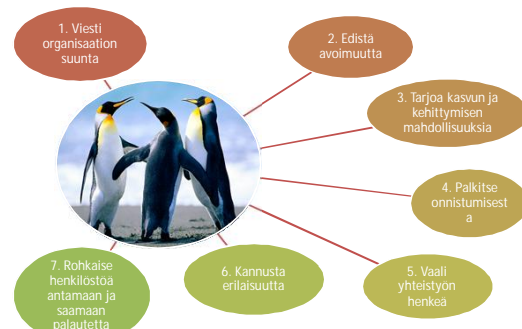 1. Viesti
organisaation
suunta
2. Edistä
avoimuutta
3. Tarjoa kasvun ja
kehittymisen
mahdollisuuksia
4. Palkitse
onnistumisest
a
5. Vaali
yhteistyön
henkeä
6. Kannusta
erilaisuutta
7. Rohkaise
henkilöstöä
antamaan ja
saamaan
palautetta